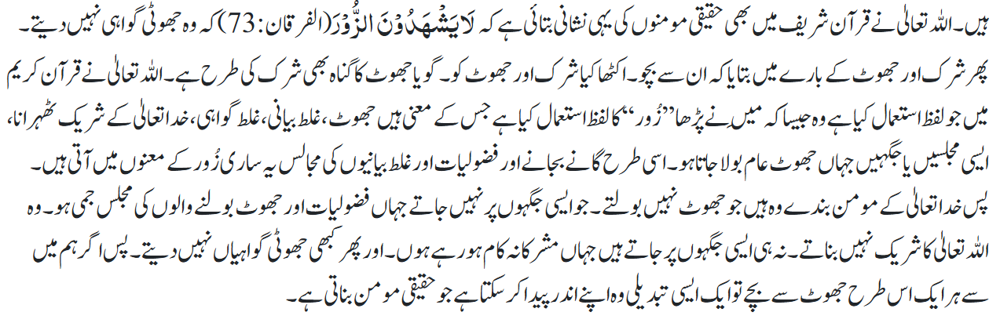 ہیں۔ اللہ تعالیٰ نے قرآن شریف میں بھی حقیقی مومنوں کی یہی نشانی بتائی ہے کہ لَا یَشْھَدُوْنَ الزُّوْرَ (الفرقان: 73) کہ وہ جھوٹی گواہی نہیں دیتے۔
پھر شرک اور جھوٹ کے بارے میں بتایا کہ ان سے بچو۔ اکٹھا کیا شرک اور جھوٹ کو۔ گویا جھوٹ کا گناہ بھی شرک کی طرح ہے۔ اللہ تعالیٰ نے قرآن کریم
میں جو لفظ استعمال کیا ہے وہ جیسا کہ میں نے پڑھا ’’زُور‘‘ کا لفظ استعمال کیا ہے جس کے معنی ہیں جھوٹ، غلط بیانی، غلط گواہی، خدا تعالیٰ کے شریک ٹھہرانا،
ایسی مجلسیں یا جگہیں جہاں جھوٹ عام بولا جاتا ہو۔ اسی طرح گانے بجانے اور فضولیات اور غلط بیانیوں کی مجالس یہ ساری زُور کے معنوں میں آتی ہیں۔
پس خدا تعالیٰ کے مومن بندے وہ ہیں جو جھوٹ نہیں بولتے۔ جو ایسی جگہوں پر نہیں جاتے جہاں فضولیات اور جھوٹ بولنے والوں کی مجلس جمی ہو۔ وہ
اللہ تعالیٰ کا شریک نہیں بناتے۔ نہ ہی ایسی جگہوں پر جاتے ہیں جہاں مشرکانہ کام ہو رہے ہوں۔ اور پھر کبھی جھوٹی گواہیاں نہیں دیتے۔ پس اگر ہم میں
سے ہر ایک اس طرح جھوٹ سے بچے تو ایک ایسی تبدیلی وہ اپنے اندر پیدا کر سکتا ہے جو حقیقی مومن بناتی ہے۔